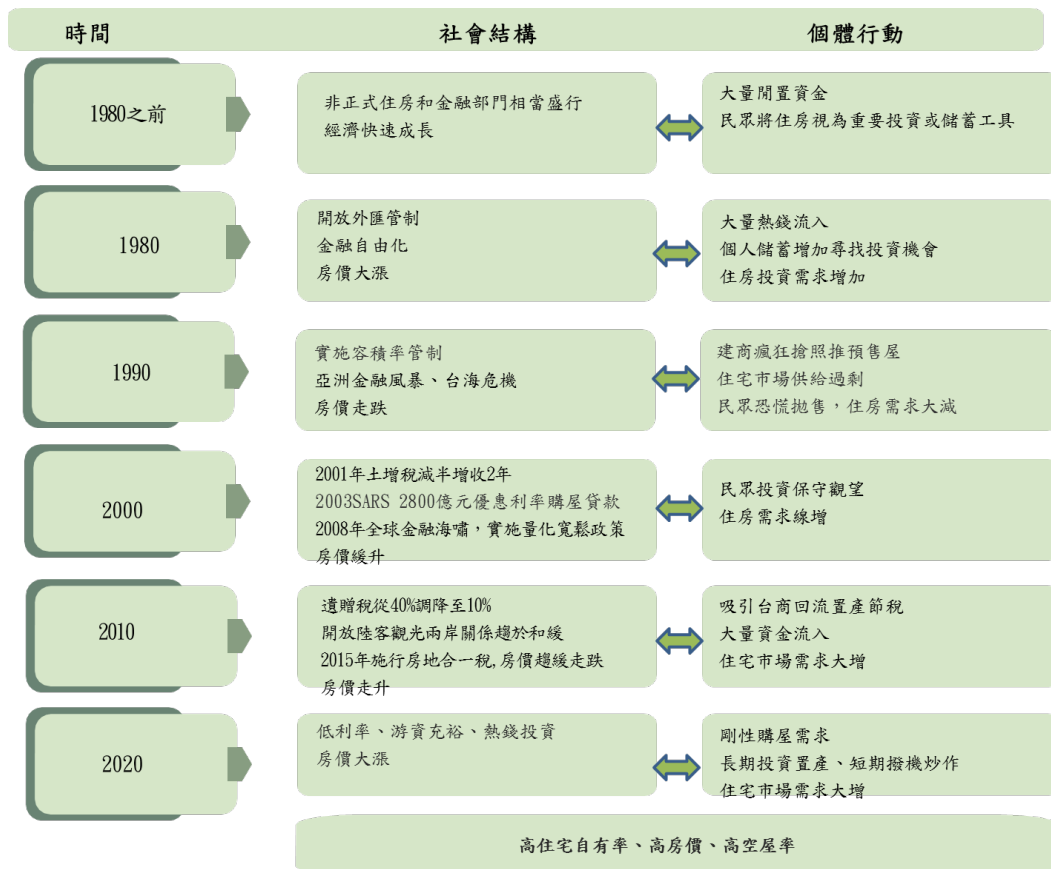 時間 社會結構 個體行動
1980之前
非正式住房和金融部門相當盛行
經濟快速成長
大量閒置資金
民眾將住房視為重要投資或儲蓄工具
1980
開放外匯管制
金融自由化
房價大漲
大量熱錢流入
個人儲蓄增加尋找投資機會
住房投資需求增加
1990
實施容積率管制
亞洲金融風暴、台海危機
房價走跌
建商瘋狂搶照推預售屋
住宅市場供給過剩
民眾恐慌拋售，住房需求大減
2000
2001年土增稅減半增收2年
2003SARS 2800億元優惠利率購屋貸款
2008年全球金融海嘯，實施量化寬鬆政策
房價緩升
民眾投資保守觀望
住房需求線增
2010
遺贈稅從40%調降至10%
開放陸客觀光兩岸關係趨於和緩
2015年施行房地合一稅,房價趨緩走跌
房價走升
吸引台商回流置產節稅
大量資金流入
住宅市場需求大增
2020
低利率、游資充裕、熱錢投資
房價大漲
剛性購屋需求
長期投資置產、短期撥機炒作
住宅市場需求大增
高住宅自有率、高房價、高空屋率